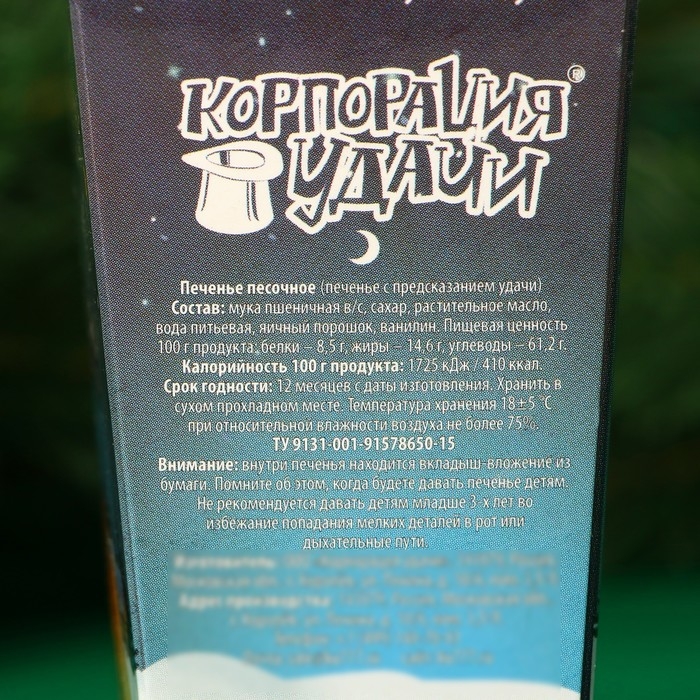 КОРПОРАЦИЯ ®
УДАЧИ
Печенье песочное (печенье с предсказанием удачи)
Состав: мука пшеничная в/с, сахар, растительное масло,
вода питьевая, яичный порошок, ванилин. Пищевая ценность
100 г продукта: белки – 8,5 г, жиры – 14,6 г, углеводы – 61,2 г.
Калорийность 100 г продукта: 1725 кДж / 410 ккал.
Срок годности: 12 месяцев с даты изготовления. Хранить в
сухом прохладном месте. Температура хранения 18±5 °С
при относительной влажности воздуха не более 75%.
ТУ 9131-001-91578650-15
Внимание: внутри печенья находится вкладыш-вложение из
бумаги. Помните об этом, когда будете давать печенье детям.
Не рекомендуется давать детям младше 3-х лет во
избежание попадания мелких деталей в рот или
дыхательные пути.
Изготовитель:
Адрес производства: